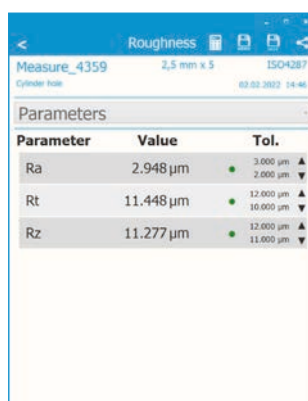 Roughness
Measure_4359 2,5 mm x 5 ISO4287
Cylinder hole 02.02.2022 14:46
Parameters
Parameter Value Tol.
Ra 2.948 µm 3.000 µm
2.000 µm
Rt 11.448 µm 12.000 µm
10.000 µm
Rz 11.277 µm 12.000 µm
11.000 µm